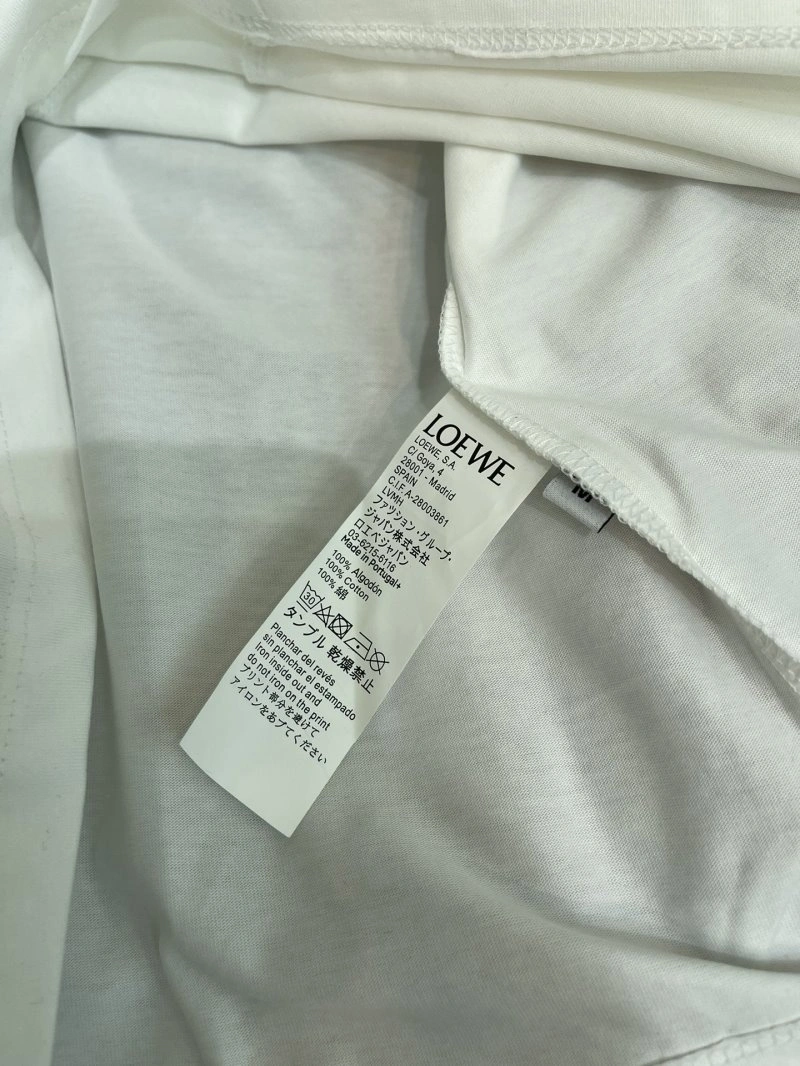 LOEWE
LOEWE, S.A.
C/ Goya, 4
28001 - Madrid
SPAIN
C.I.F. A-28003861
LVMH
ファツション・グループ・
ジャパン株式会社
ロエベジャパン
03-6215-6116
Made in Portugal+
100% Algodón
100% Cotton
100% 綿
30
タンブル 乾燥禁止
Planchar del revés
sin planchar el estampado
Iron inside out and
do not iron on the print
プリント部分を避けて
アイロンをあブてください
M